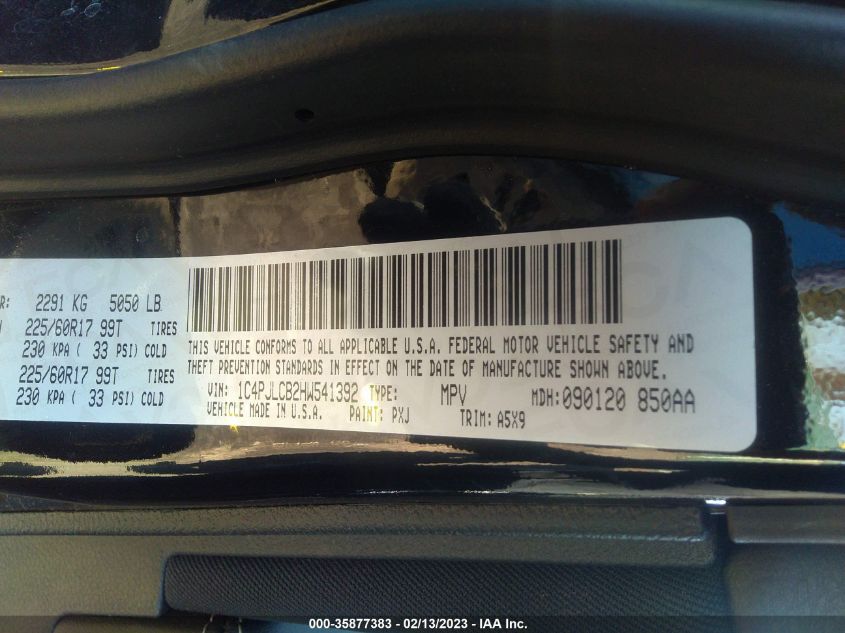 R: 2291 KG 5050 LB
225/60R17 99T TIRES
230 KPA ( 33 PSI) COLD
225/60R17 99T TIRES
230 KPA ( 33 PSI) COLD
THIS VEHICLE CONFORMS TO ALL APPLICABLE U.S.A. FEDERAL MOTOR VEHICLE SAFETY AND
THEFT PREVENTION STANDARDS IN EFFECT ON THE DATE OF MANUFACTURE SHOWN ABOVE.
VIN: 1C4PJLCB2HW541392 TYPE: MPV MDH:090120 850AA
VEHICLE MADE IN U.S.A. PAINT: PXJ TRIM: A5X9
000-35877383 - 02/13/2023 - IAA Inc.